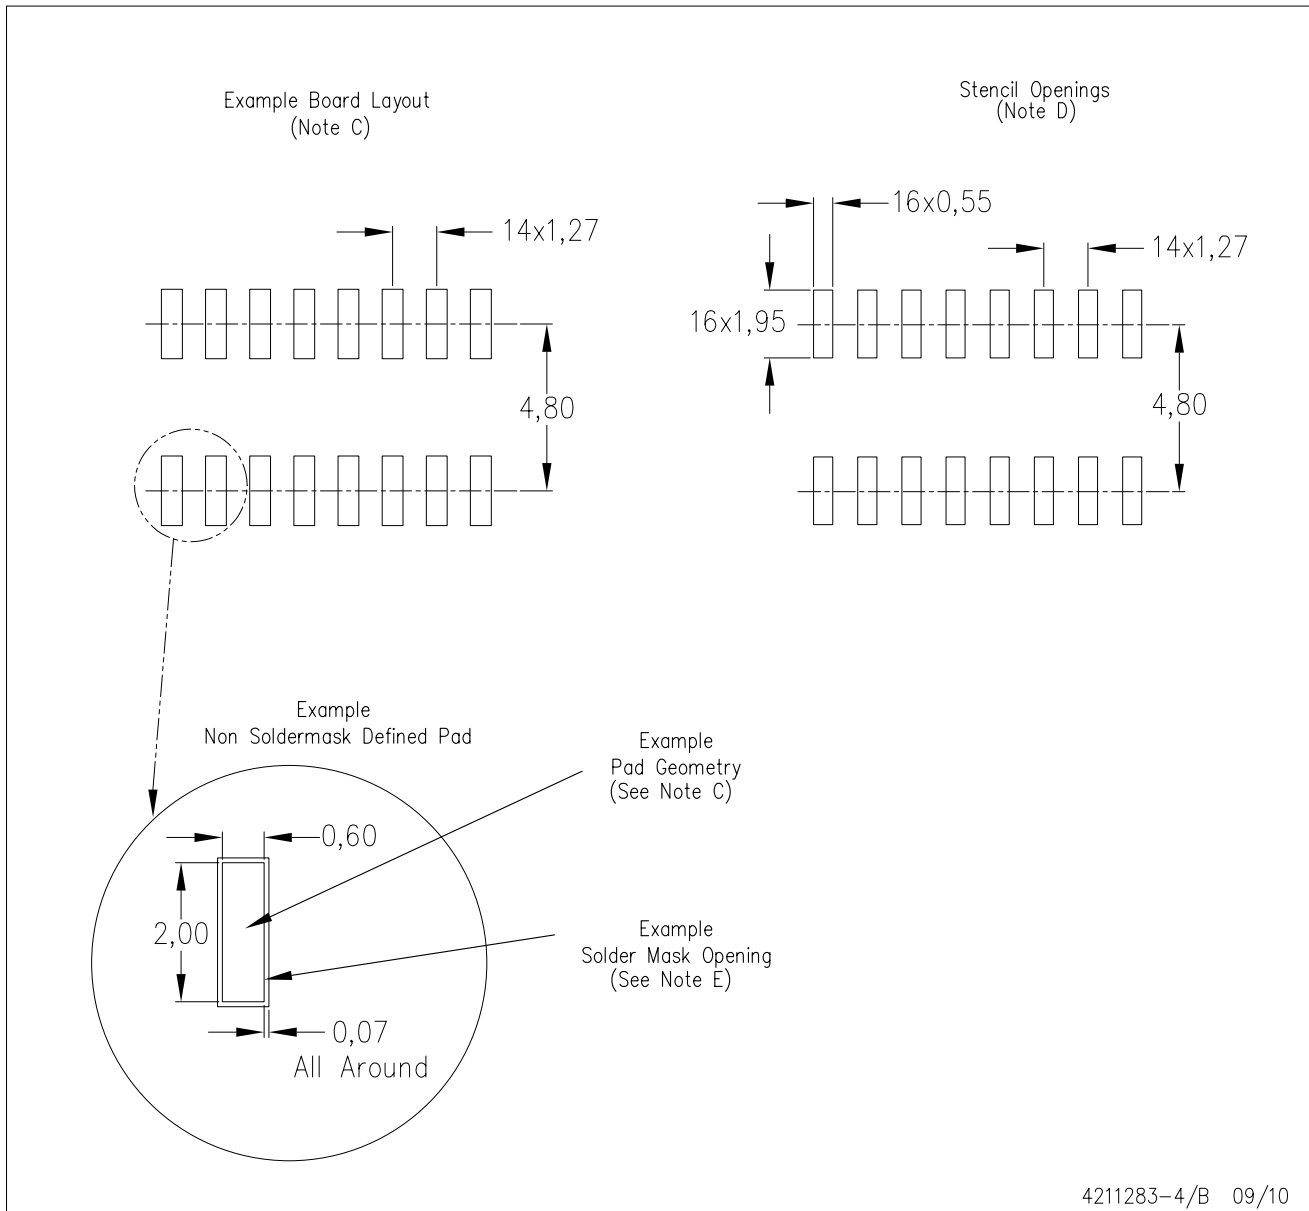 Example Board Layout
(Note C)
Stencil Openings
(Note D)
14x1,27
4,80
16x0,55
14x1,27
16x1,95
4,80
Example
Non Soldermask Defined Pad
Example
Pad Geometry
(See Note C)
0,60
2,00
Example
Solder Mask Opening
(See Note E)
0,07
All Around
4211283-4/B 09/10